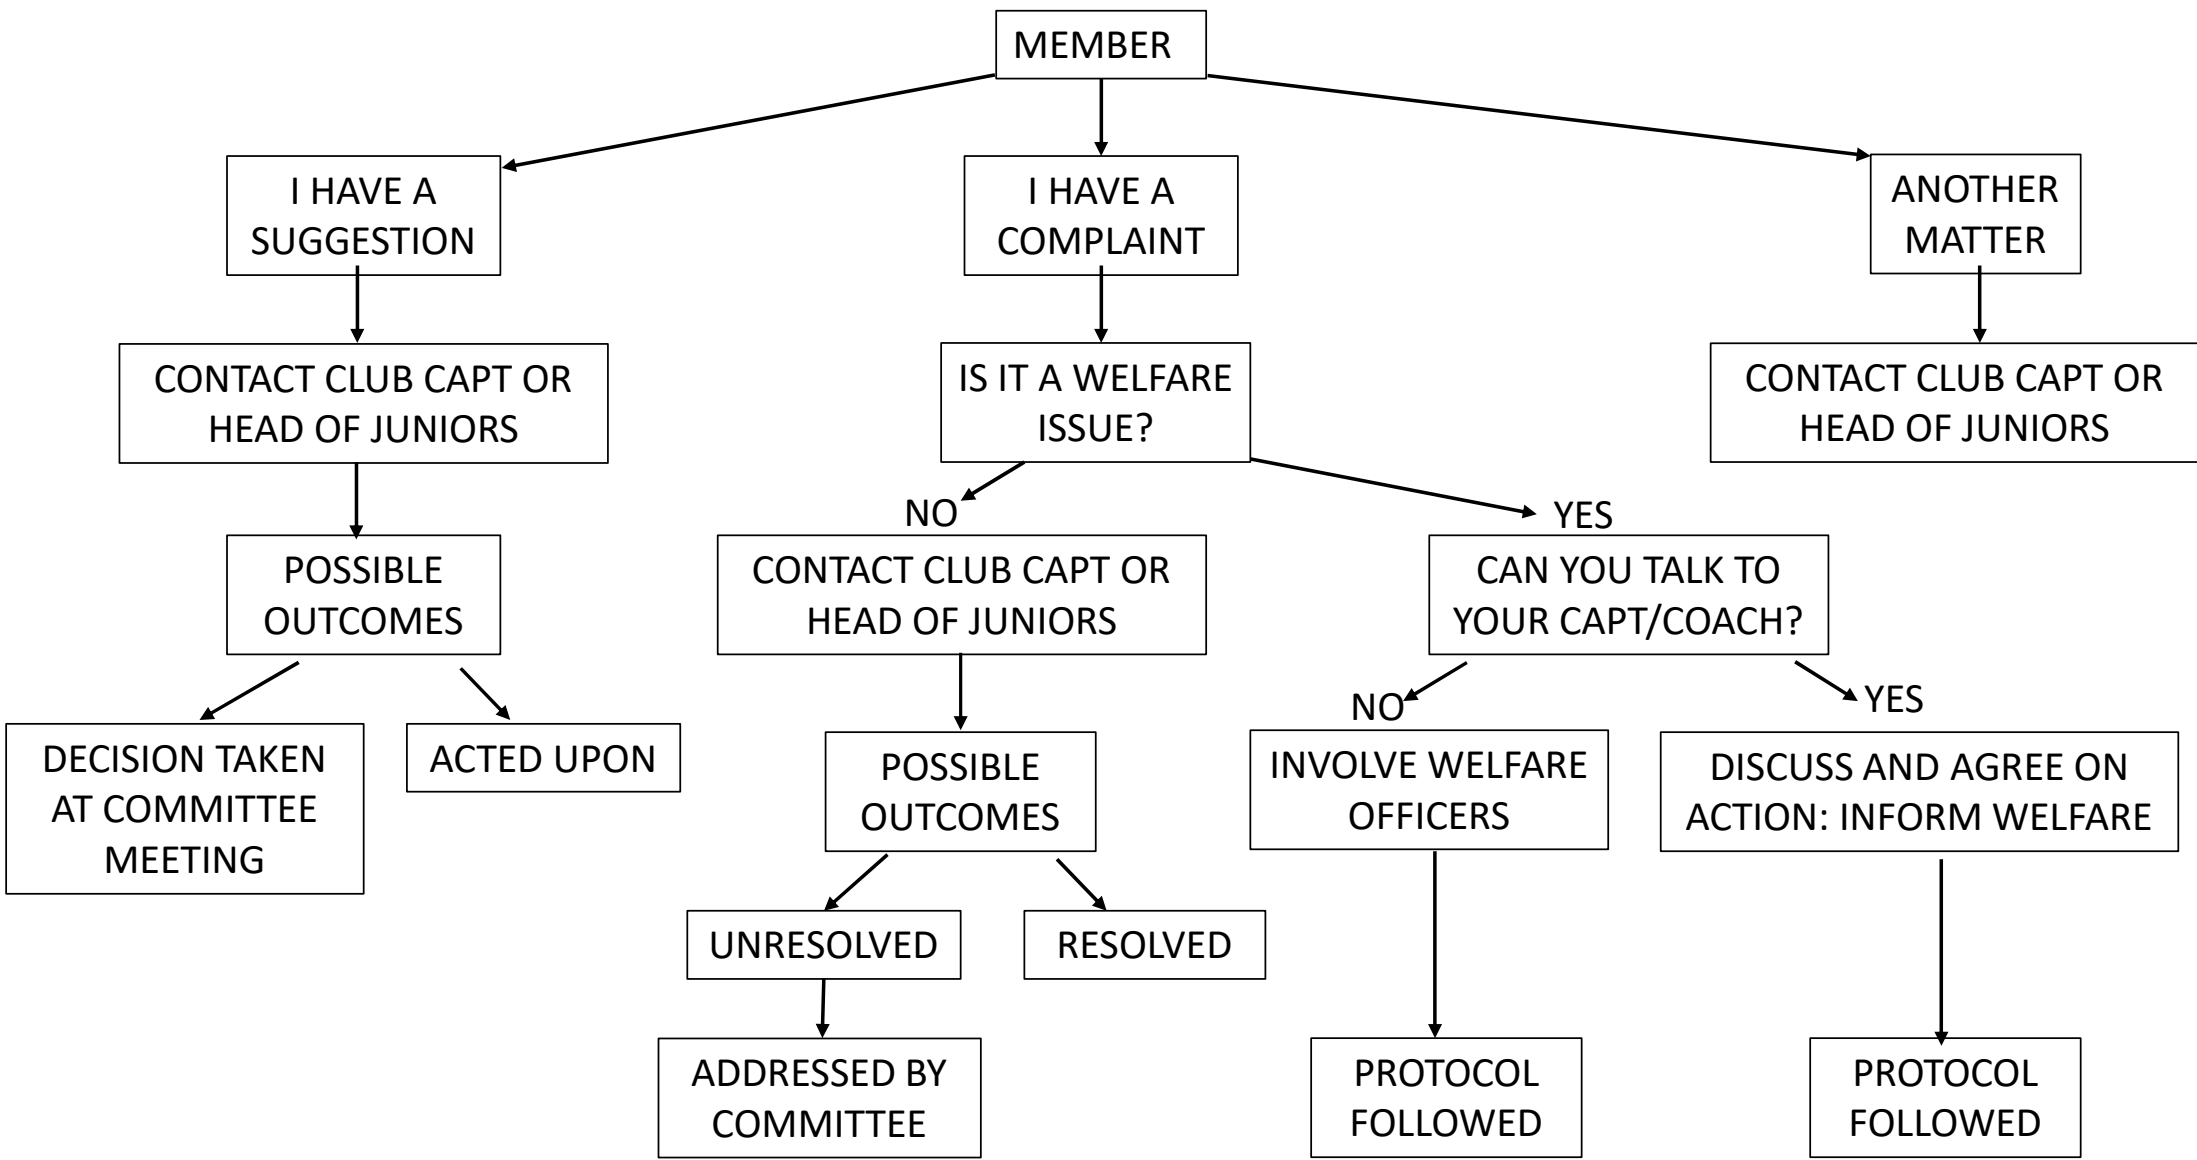 MEMBER
I HAVE A
SUGGESTION
I HAVE A
COMPLAINT
ANOTHER
MATTER
CONTACT CLUB CAPT OR
HEAD OF JUNIORS
IS IT A WELFARE
ISSUE?
CONTACT CLUB CAPT OR
HEAD OF JUNIORS
NO
YES
POSSIBLE
OUTCOMES
CONTACT CLUB CAPT OR
HEAD OF JUNIORS
CAN YOU TALK TO
YOUR CAPT/COACH?
NO
YES
DECISION TAKEN
AT COMMITTEE
MEETING
ACTED UPON
POSSIBLE
OUTCOMES
INVOLVE WELFARE
OFFICERS
DISCUSS AND AGREE ON
ACTION: INFORM WELFARE
UNRESOLVED
RESOLVED
ADDRESSED BY
COMMITTEE
PROTOCOL
FOLLOWED
PROTOCOL
FOLLOWED